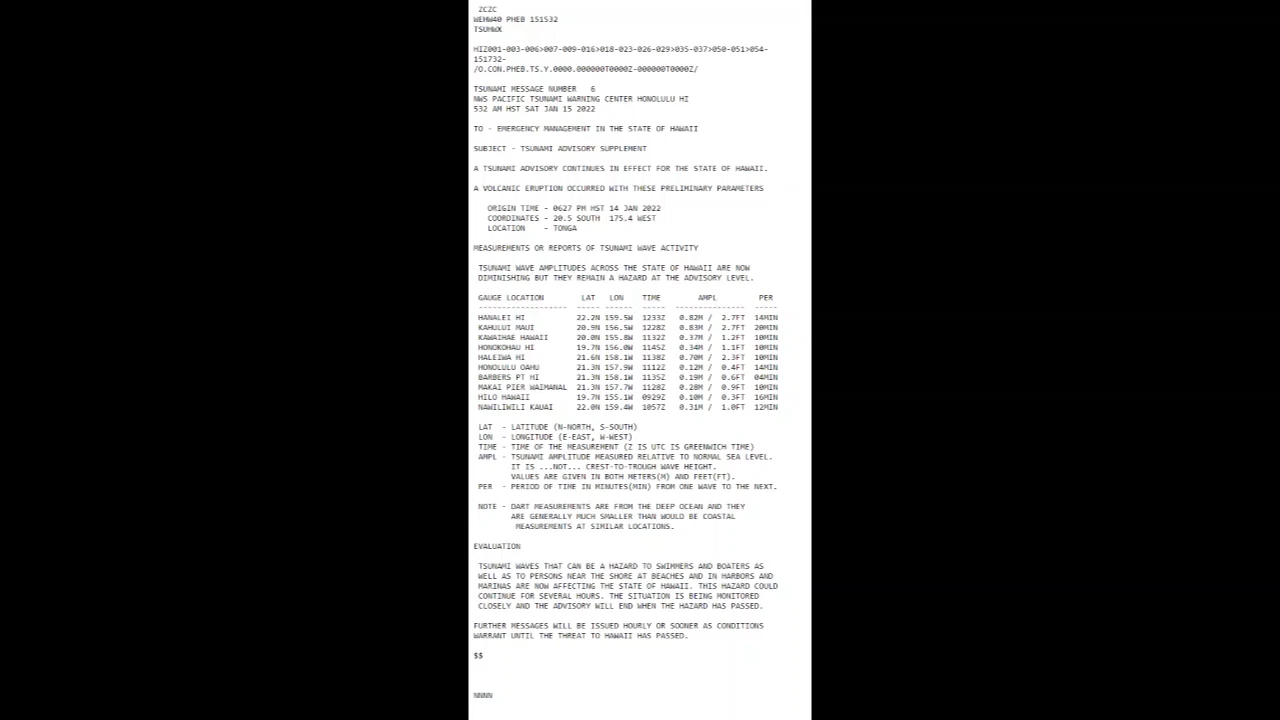 ZCZC
WEHW40 PHEB 151532
TSUHWX
HIZ001-003-006>007-009-016>018-023-026-029>035-037>050-051>054-
151732-
/O.CON.PHEB.TS.Y.0000.000000T0000Z-000000T0000Z/
TSUNAMI MESSAGE NUMBER   6
NWS PACIFIC TSUNAMI WARNING CENTER HONOLULU HI
532 AM HST SAT JAN 15 2022
TO - EMERGENCY MANAGEMENT IN THE STATE OF HAWAII
SUBJECT - TSUNAMI ADVISORY SUPPLEMENT
A TSUNAMI ADVISORY CONTINUES IN EFFECT FOR THE STATE OF HAWAII.
A VOLCANIC ERUPTION OCCURRED WITH THESE PRELIMINARY PARAMETERS
ORIGIN TIME - 0627 PM HST 14 JAN 2022
COORDINATES - 20.5 SOUTH  175.4 WEST
LOCATION    - TONGA
MEASUREMENTS OR REPORTS OF TSUNAMI WAVE ACTIVITY
TSUNAMI WAVE AMPLITUDES ACROSS THE STATE OF HAWAII ARE NOW
DIMINISHING BUT THEY REMAIN A HAZARD AT THE ADVISORY LEVEL.
GAUGE LOCATION        LAT   LON    TIME        AMPL         PER
-------------------  ----- ------  -----  ---------------  -----
HANALEI HI           22.2N 159.5W  1233Z   0.82M /  2.7FT  14MIN
KAHULUI MAUI         20.9N 156.5W  1228Z   0.83M /  2.7FT  20MIN
KAWAIHAE HAWAII      20.0N 155.8W  1132Z   0.37M /  1.2FT  10MIN
HONOKOHAU HI         19.7N 156.0W  1145Z   0.34M /  1.1FT  10MIN
HALEIWA HI           21.6N 158.1W  1138Z   0.70M /  2.3FT  10MIN
HONOLULU OAHU        21.3N 157.9W  1112Z   0.12M /  0.4FT  14MIN
BARBERS PT HI        21.3N 158.1W  1135Z   0.19M /  0.6FT  04MIN
MAKAI PIER WAIMANAL  21.3N 157.7W  1128Z   0.28M /  0.9FT  10MIN
HILO HAWAII          19.7N 155.1W  0929Z   0.10M /  0.3FT  16MIN
NAWILIWILI KAUAI     22.0N 159.4W  1057Z   0.31M /  1.0FT  12MIN
LAT  - LATITUDE (N-NORTH, S-SOUTH)
LON  - LONGITUDE (E-EAST, W-WEST)
TIME - TIME OF THE MEASUREMENT (Z IS UTC IS GREENWICH TIME)
AMPL - TSUNAMI AMPLITUDE MEASURED RELATIVE TO NORMAL SEA LEVEL.
IT IS ...NOT... CREST-TO-TROUGH WAVE HEIGHT.
VALUES ARE GIVEN IN BOTH METERS(M) AND FEET(FT).
PER  - PERIOD OF TIME IN MINUTES(MIN) FROM ONE WAVE TO THE NEXT.
NOTE - DART MEASUREMENTS ARE FROM THE DEEP OCEAN AND THEY
ARE GENERALLY MUCH SMALLER THAN WOULD BE COASTAL
MEASUREMENTS AT SIMILAR LOCATIONS.
EVALUATION
TSUNAMI WAVES THAT CAN BE A HAZARD TO SWIMMERS AND BOATERS AS
WELL AS TO PERSONS NEAR THE SHORE AT BEACHES AND IN HARBORS AND
MARINAS ARE NOW AFFECTING THE STATE OF HAWAII. THIS HAZARD COULD
CONTINUE FOR SEVERAL HOURS. THE SITUATION IS BEING MONITORED
CLOSELY AND THE ADVISORY WILL END WHEN THE HAZARD HAS PASSED.
FURTHER MESSAGES WILL BE ISSUED HOURLY OR SOONER AS CONDITIONS
WARRANT UNTIL THE THREAT TO HAWAII HAS PASSED.
$$
NNNN